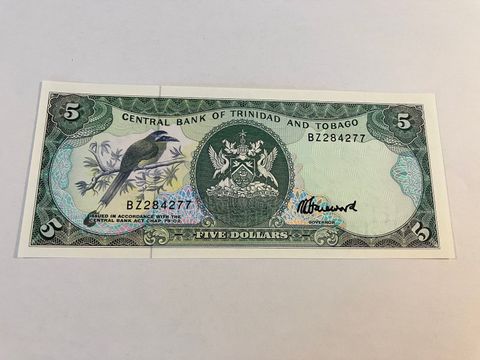 5
CENTRAL BANK OF TRINIDAD AND TOBAGO
5
BZ284277
BZ284277
ISSUED IN ACCORDANCE WITH THE
CENTRAL BANK ACT CHAP. 79:02.
GOVERNOR
5
FIVE DOLLARS
5